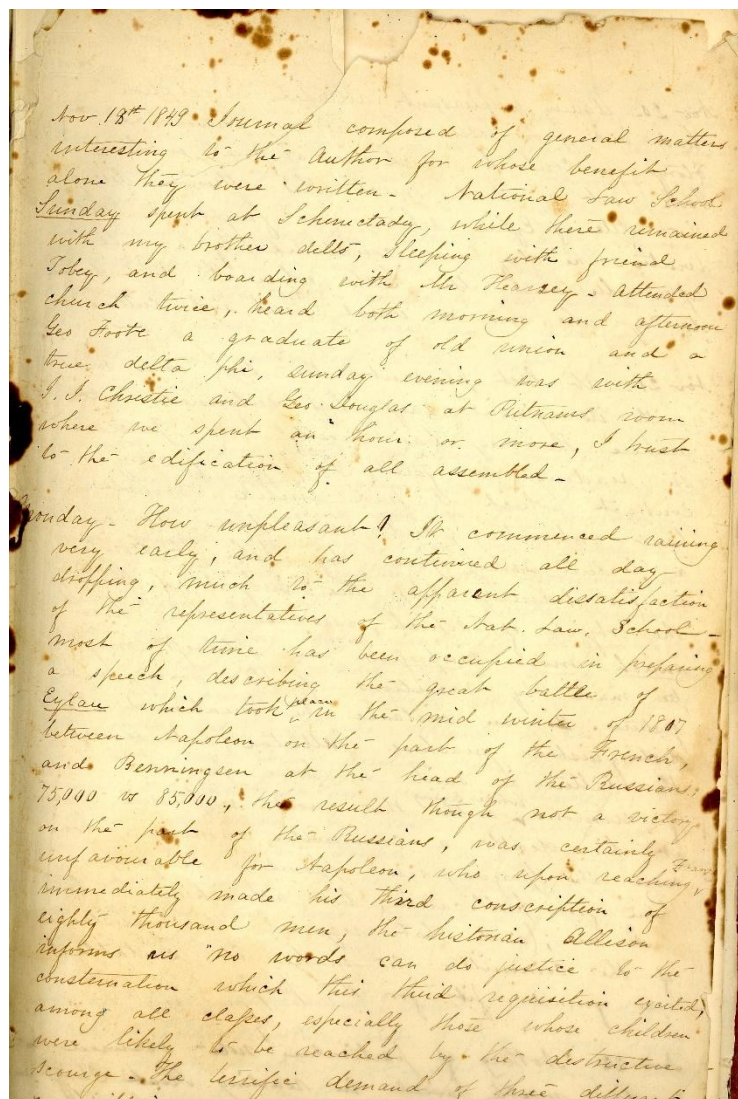 Nov. 18th 1849 Journal composed of general matters
interesting to the Author for whose benefit
alone they were written - National Law School
Sunday spent at Schenectady, while there remained
with my brother delts, sleeping with friend
Tobey, and boarding with Mr Hearsey - attended
church twice, heard both morning and afternoon
Geo Foote a graduate of old union and a
true delta phi, sunday evening was with
J. J. Christie and Geo. Douglas at Putnams room
where we spent an hour or more, I trust
to the edification of all assembled -
Monday - How unpleasant! It commenced raining
very early, and has continued all day
dropping, much to the apparent dissatisfaction
of the representatives of the Nat. Law. School -
most of time has been occupied in preparing
a speech, describing the great battle of
Eylau which took place in the mid winter of 1807
between Napoleon on the part of the French,
and Benningsen at the head of the Russians,
75,000 vs 85,000, the result though not a victory
on the part of the Russians, was certainly
unfavourable for Napoleon, who upon reaching
immediately made his third conscription of
eighty thousand men, the historian Allison
informs us "no words can do justice to the
consternation which this third requisition excited,
among all classes, especially those whose children
were likely to be reached by the destructive
scourge - The terrific demand of three